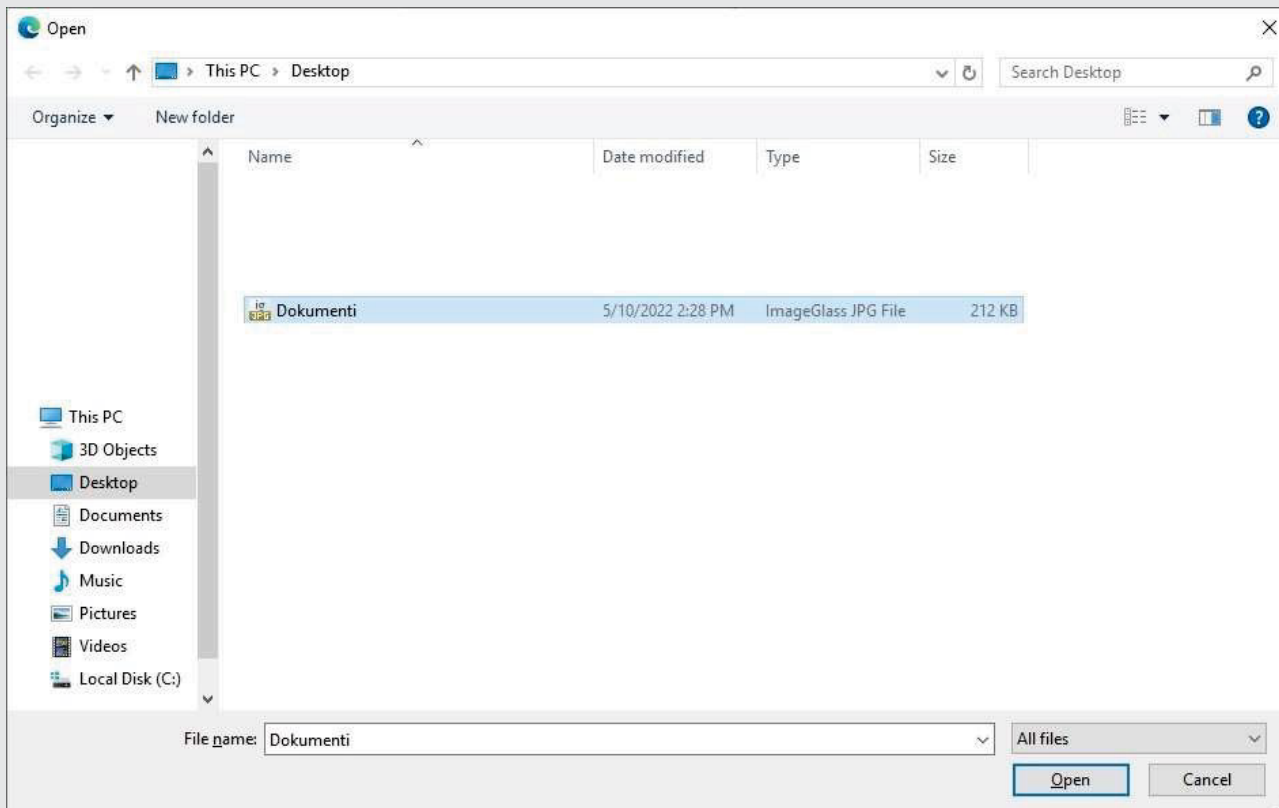 Open
This PC > Desktop
Search Desktop
Organize
New folder
Name
Date modified
Type
Size
Dokumenti
5/10/2022 2:28 PM
ImageGlass JPG File
212 KB
This PC
3D Objects
Desktop
Documents
Downloads
Music
Pictures
Videos
Local Disk (C:)
File name:
Dokumenti
All files
Open
Cancel